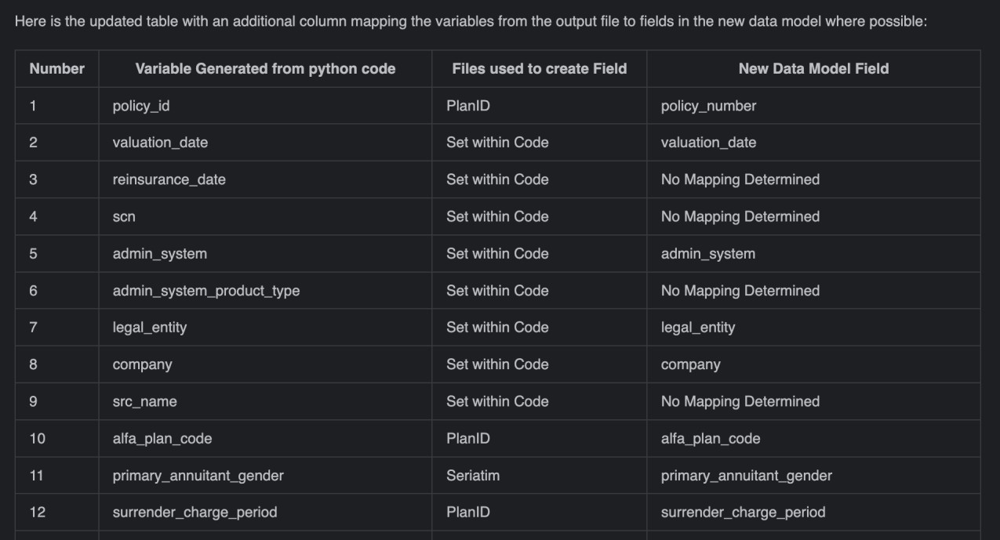 Here is the updated table with an additional column mapping the variables from the output file to fields in the new data model where possible:
Number Variable Generated from python code Files used to create Field New Data Model Field
1 policy_id PlanID policy_number
2 valuation_date Set within Code valuation_date
3 reinsurance_date Set within Code No Mapping Determined
4 scn Set within Code No Mapping Determined
5 admin_system Set within Code admin_system
6 admin_system_product_type Set within Code No Mapping Determined
7 legal_entity Set within Code legal_entity
8 company Set within Code company
9 src_name Set within Code No Mapping Determined
10 alfa_plan_code PlanID alfa_plan_code
11 primary_annuitant_gender Seriatim primary_annuitant_gender
12 surrender_charge_period PlanID surrender_charge_period